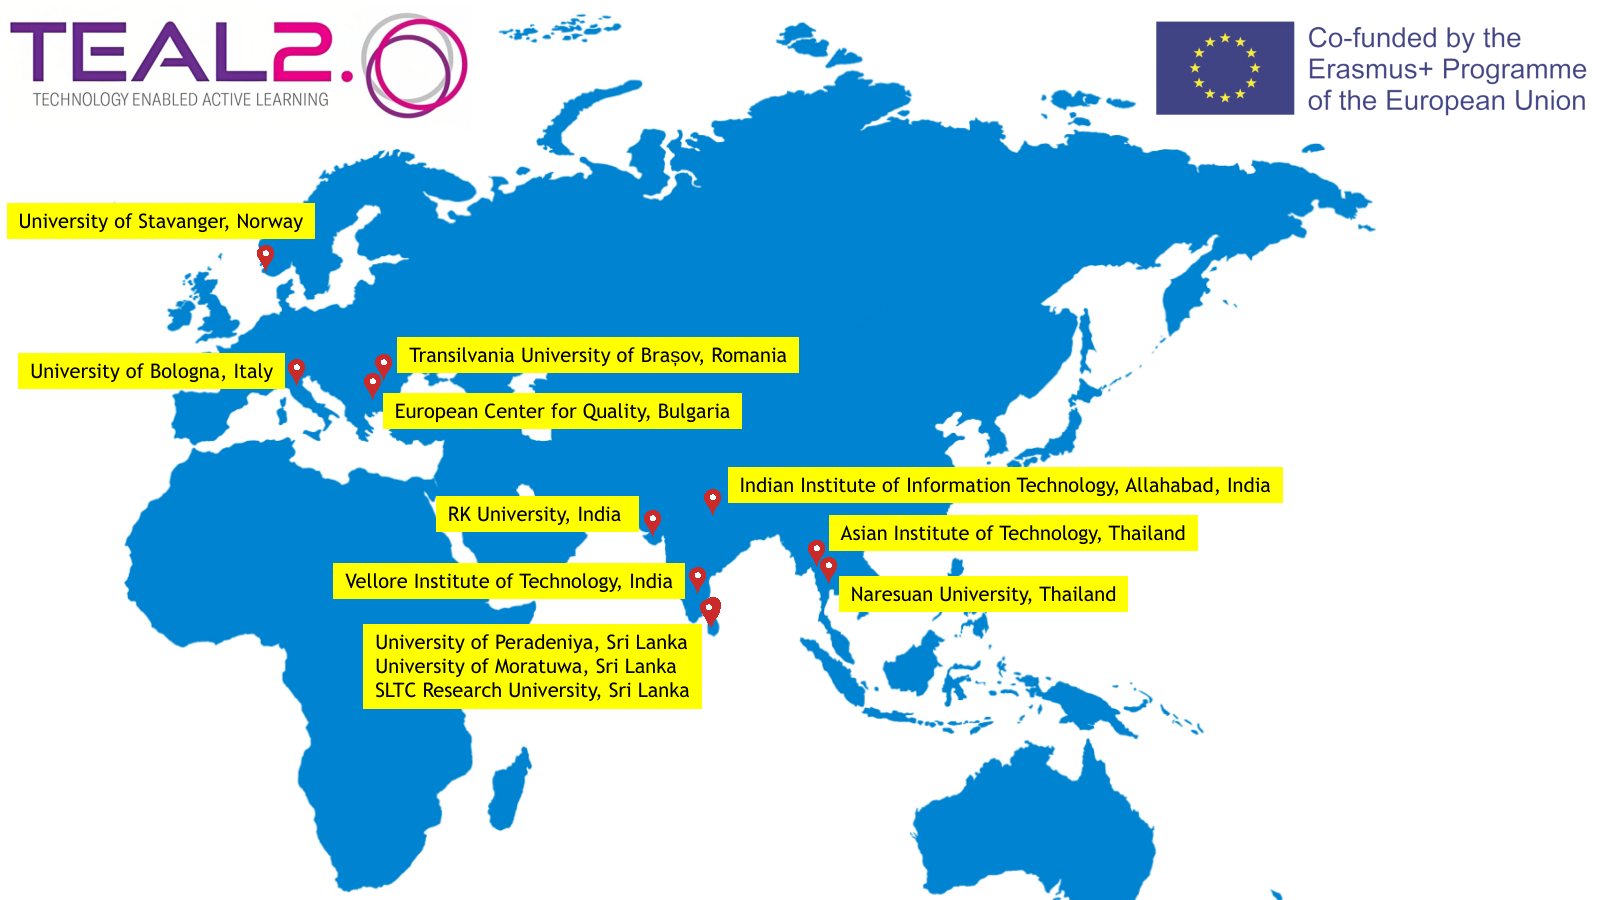 TEAL2.0
TECHNOLOGY ENABLED ACTIVE LEARNING
Co-funded by the
Erasmus+ Programme
of the European Union
University of Stavanger, Norway
Transilvania University of Brașov, Romania
University of Bologna, Italy
European Center for Quality, Bulgaria
Indian Institute of Information Technology, Allahabad, India
RK University, India
Asian Institute of Technology, Thailand
Vellore Institute of Technology, India
Naresuan University, Thailand
University of Peradeniya, Sri Lanka
University of Moratuwa, Sri Lanka
SLTC Research University, Sri Lanka